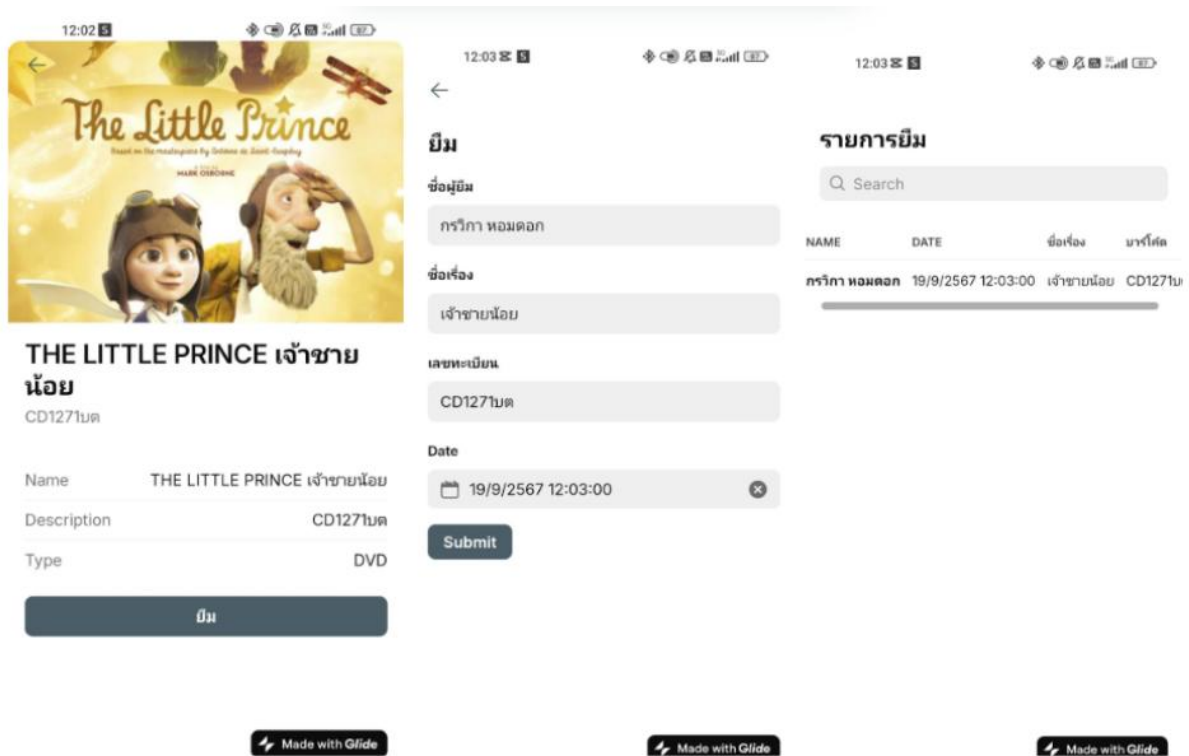 12:02 S
87
The Little Prince
MARK OSBORNE
THE LITTLE PRINCE เจ้าชาย
น้อย
CD1271บต
Name THE LITTLE PRINCE เจ้าชายน้อย
Description CD1271บต
Type DVD
ยืม
Made with Glide
12:03 S
87
ยืม
ชื่อผู้ยืม
กรวิกา หอมดอก
ชื่อเรื่อง
เจ้าชายน้อย
เลขทะเบียน
CD1271บต
Date
19/9/2567 12:03:00
Submit
Made with Glide
12:03 S
87
รายการยืม
Search
NAME DATE ชื่อเรื่อง บาร์โค้ด
กรวิกา หอมดอก 19/9/2567 12:03:00 เจ้าชายน้อย CD1271บ
Made with Glide